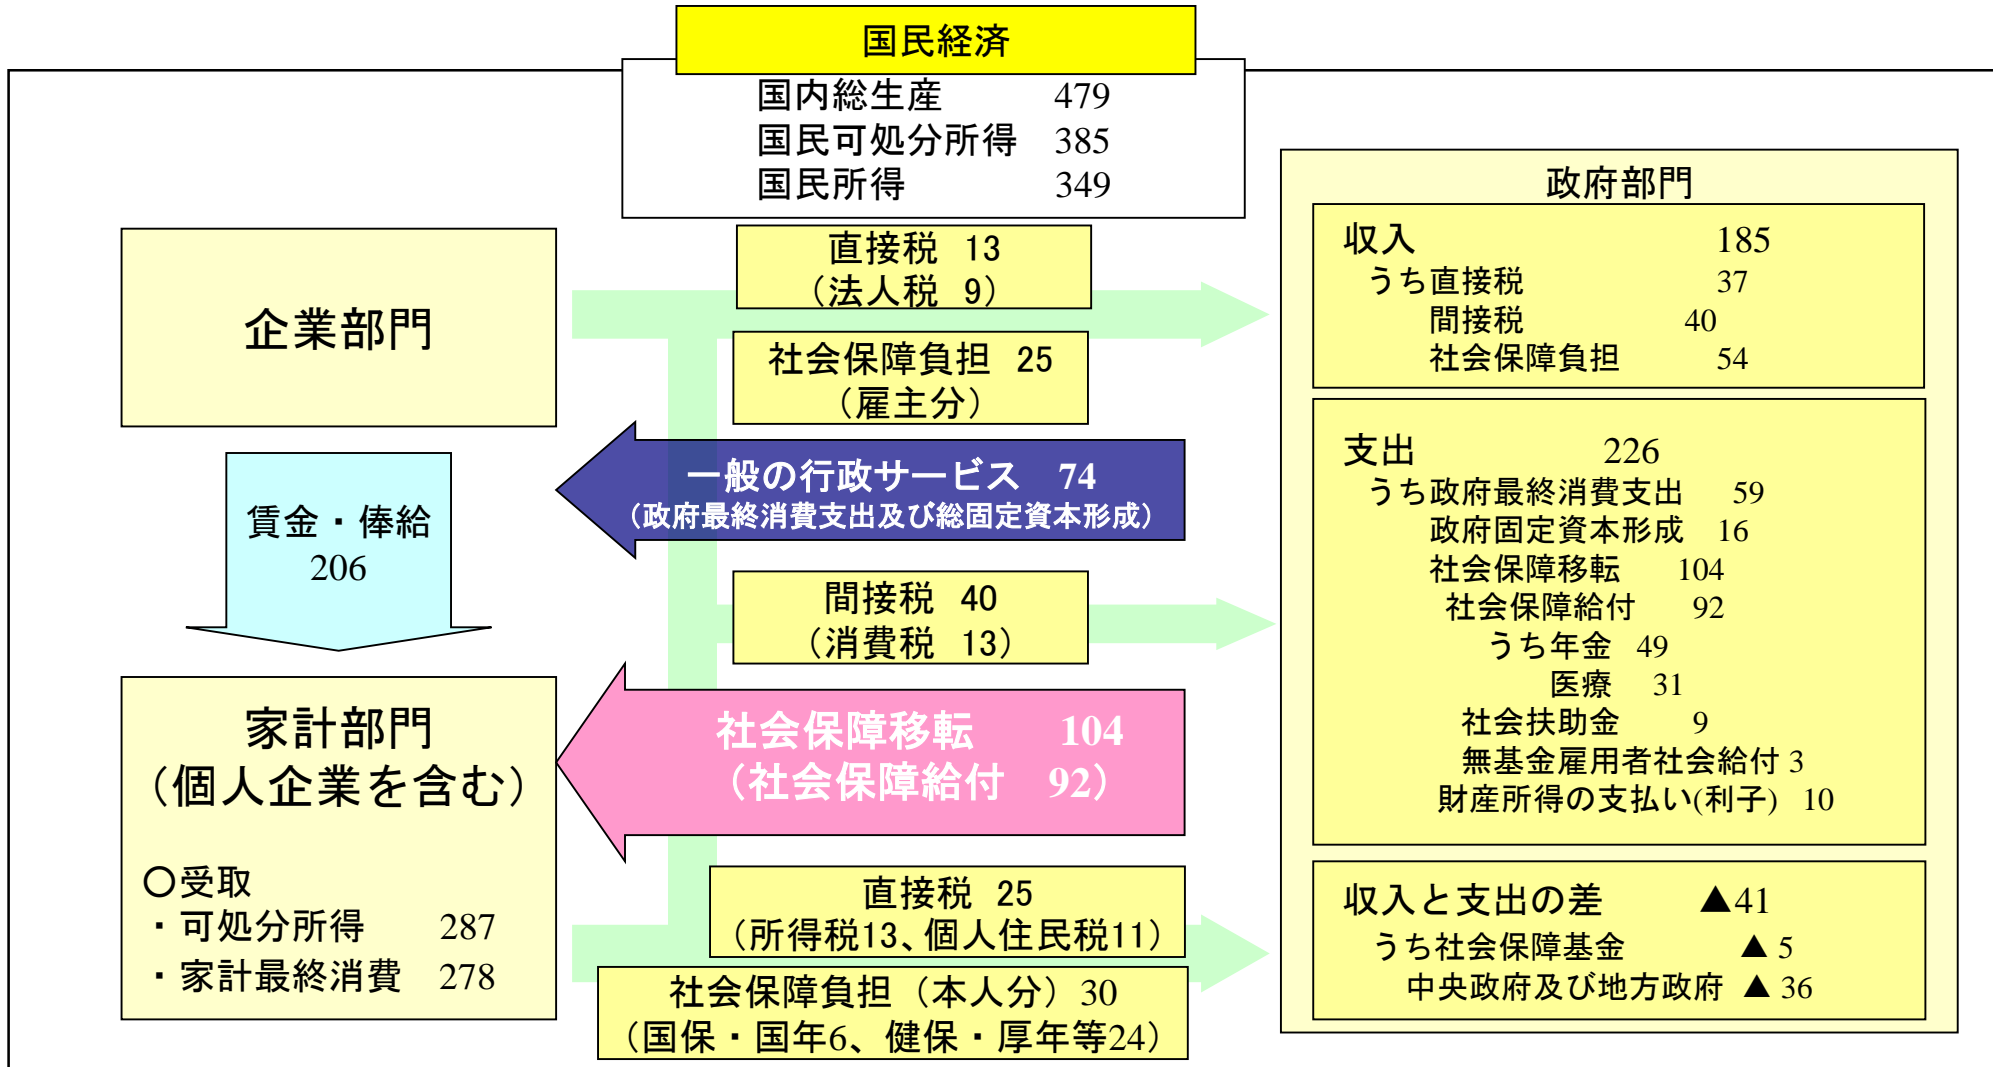 国民経済
国内総生産 479
国民可処分所得 385
国民所得 349
企業部門
賃金・俸給
206
家計部門
（個人企業を含む）
〇受取
・可処分所得 287
・家計最終消費 278
直接税 13
（法人税 9）
社会保障負担 25
（雇主分）
一般の行政サービス 74
（政府最終消費支出及び総固定資本形成）
間接税 40
（消費税 13）
社会保障移転 104
（社会保障給付 92）
直接税 25
（所得税13、個人住民税11）
社会保障負担（本人分）30
（国保・国年6、健保・厚年等24）
政府部門
収入 185
うち直接税 37
間接税 40
社会保障負担 54
支出 226
うち政府最終消費支出 59
政府固定資本形成 16
社会保障移転 104
社会保障給付 92
うち年金 49
医療 31
社会扶助金 9
無基金雇用者社会給付 3
財産所得の支払い(利子) 10
収入と支出の差 ▲41
うち社会保障基金 ▲ 5
中央政府及び地方政府 ▲ 36